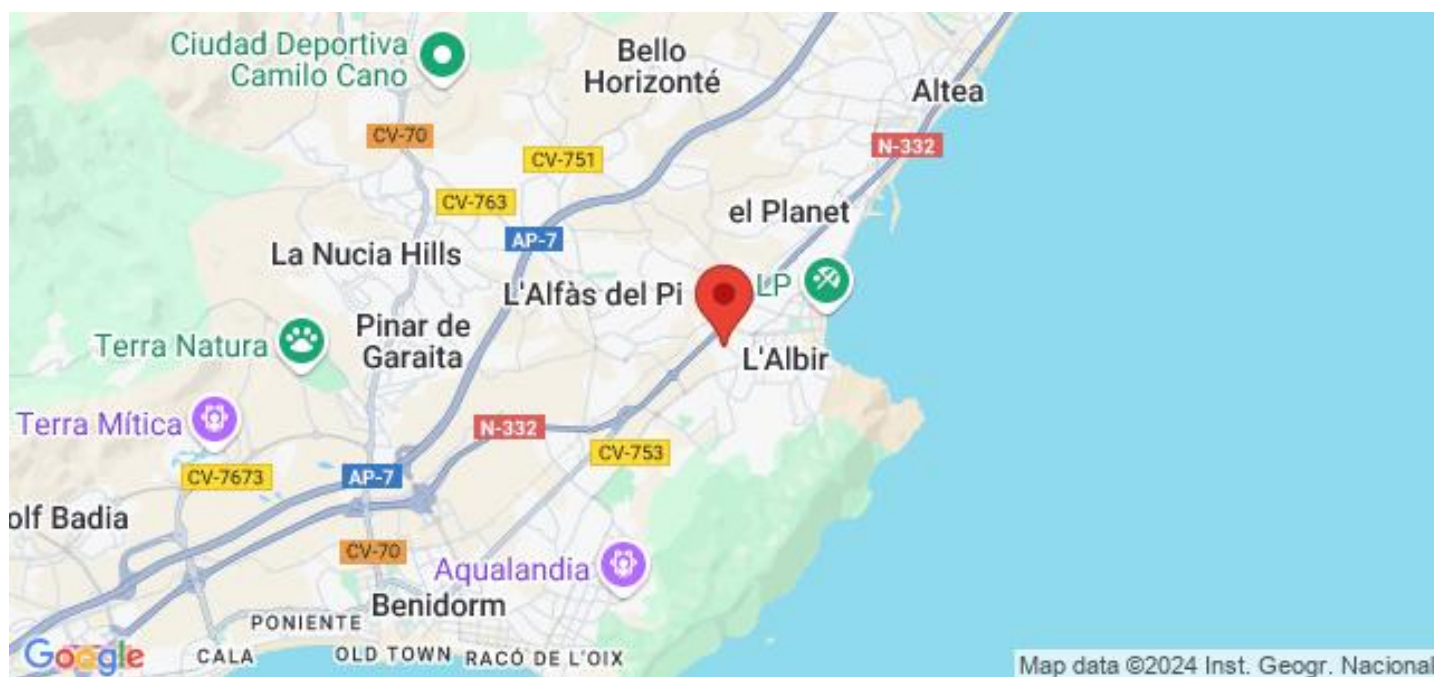 Ciudad Deportiva
Camilo Cano
Bello
Horizonté
Altea
CV-70
N-332
CV-751
CV-763
el Planet
AP-7
La Nucia Hills
L'Alfàs del Pi
LP
Terra Natura
Pinar de
Garaita
L'Albir
Terra Mítica
N-332
CV-753
CV-7673
AP-7
olf Badia
CV-70
Aqualandia
Benidorm
PONIENTE
CALA
OLD TOWN
RACÓ DE L'OIX
Google
Map data ©2024 Inst. Geogr. Nacional